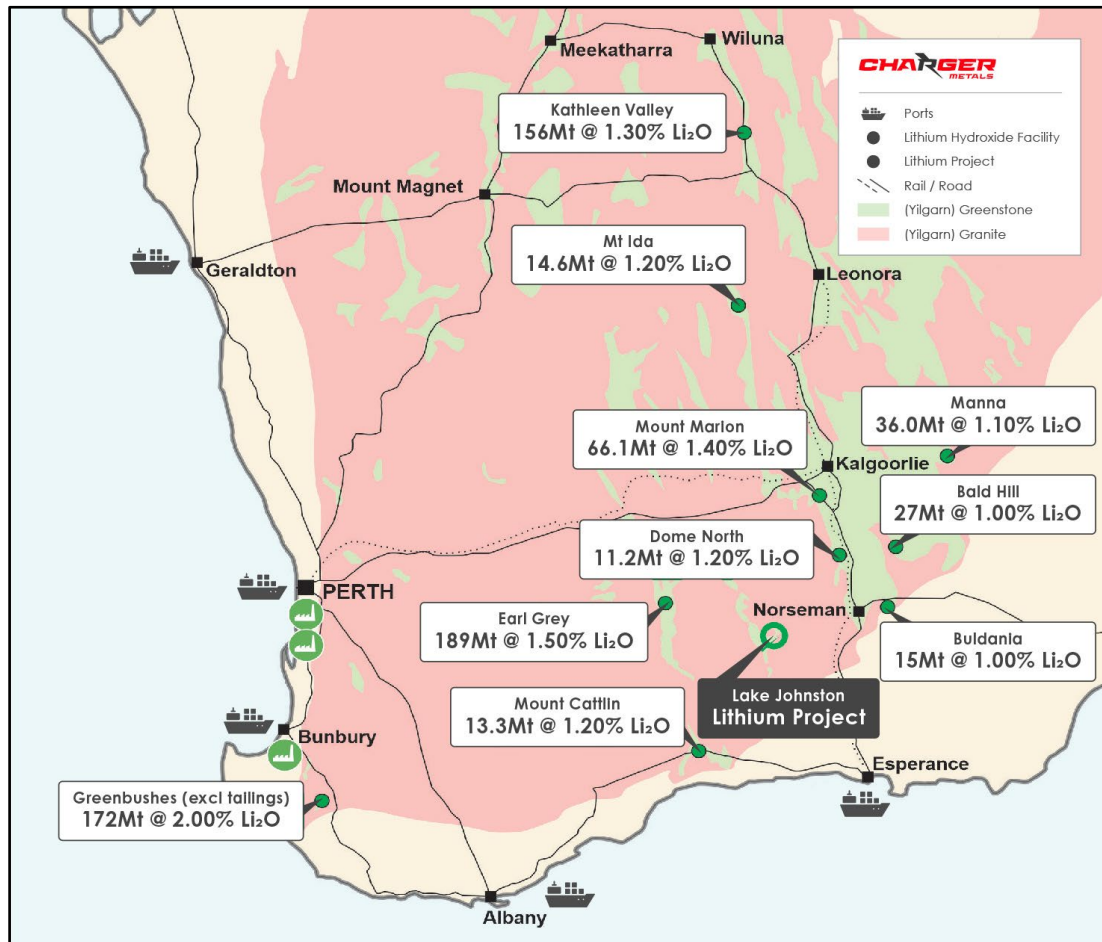 Meekatharra
Wiluna
CHARGER
METALS
Ports
Lithium Hydroxide Facility
Lithium Project
Rail / Road
(Yilgarn) Greenstone
(Yilgarn) Granite
Kathleen Valley
156Mt @ 1.30% Li₂O
Mount Magnet
Mt Ida
14.6Mt @ 1.20% Li₂O
Geraldton
Leonora
Manna
36.0Mt @ 1.10% Li₂O
Mount Marion
66.1Mt @ 1.40% Li₂O
Kalgoorlie
Bald Hill
27Mt @ 1.00% Li₂O
Dome North
11.2Mt @ 1.20% Li₂O
PERTH
Earl Grey
189Mt @ 1.50% Li₂O
Norseman
Buldania
15Mt @ 1.00% Li₂O
Lake Johnston
Lithium Project
Mount Cattlin
13.3Mt @ 1.20% Li₂O
Bunbury
Esperance
Greenbushes (excl tailings)
172Mt @ 2.00% Li₂O
Albany